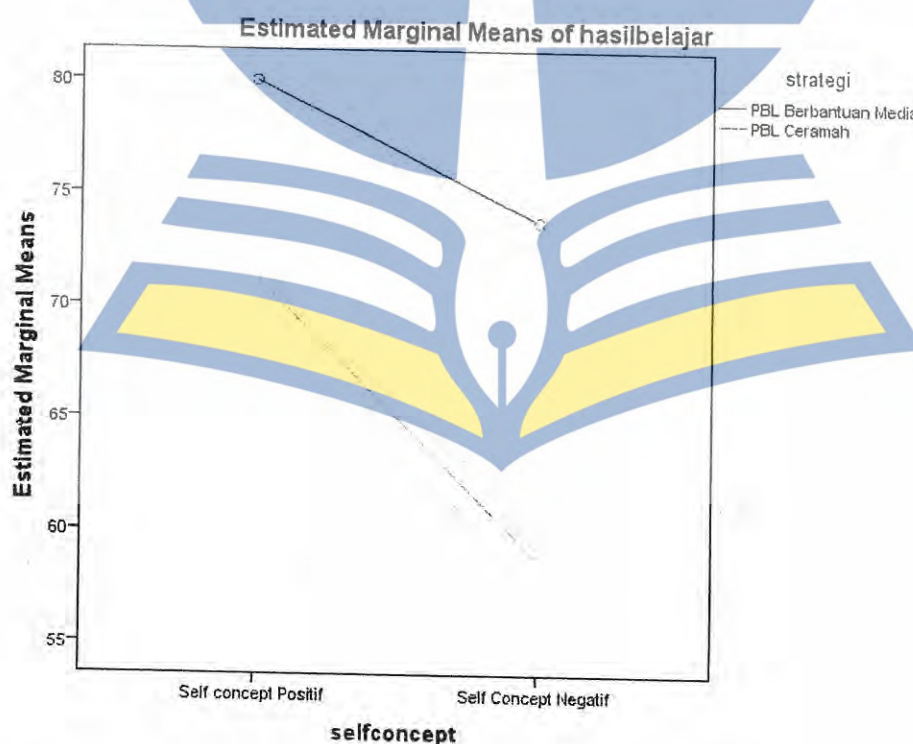 Estimated Marginal Means of hasilbelajar
strategi
PBL Berbantuan Media
PBL Ceramah
Estimated Marginal Means
80
75
70
65
60
55
Self concept Positif
Self Concept Negatif
selfconcept